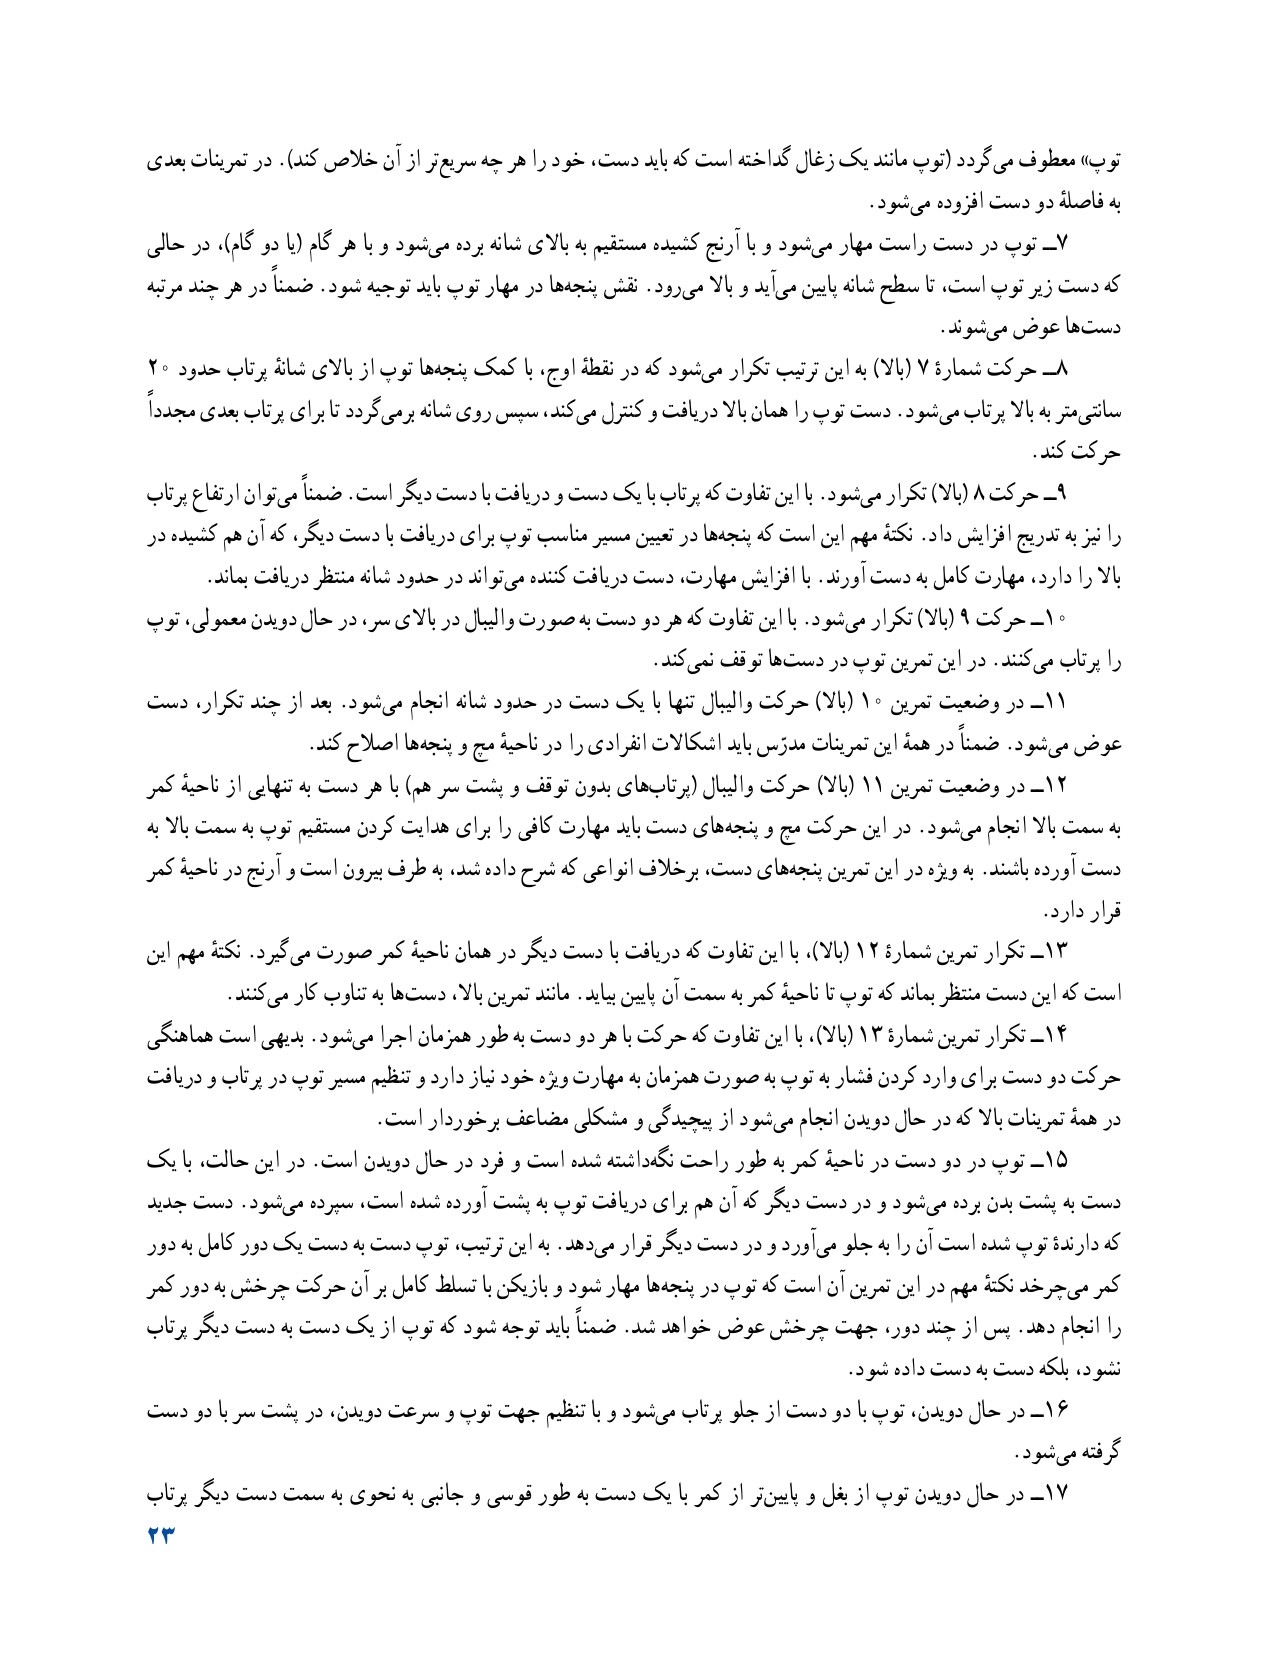 توپ» معطوف می‌گردد (توپ مانند یک زغال گداخته است که باید دست، خود را هر چه سریع‌تر از آن خلاص کند). در تمرینات بعدی
به فاصلهٔ دو دست افزوده می‌شود.
۷ــ توپ در دست راست مهار می‌شود و با آرنج کشیده مستقیم به بالای شانه برده می‌شود و با هر گام (یا دو گام)، در حالی
که دست زیر توپ است، تا سطح شانه پایین می‌آید و بالا می‌رود. نقش پنجه‌ها در مهار توپ باید توجیه شود. ضمناً در هر چند مرتبه
دست‌ها عوض می‌شوند.
۸ــ حرکت شمارهٔ ۷ (بالا) به این ترتیب تکرار می‌شود که در نقطهٔ اوج، با کمک پنجه‌ها توپ از بالای شانهٔ پرتاب حدود ۲۰
سانتی‌متر به بالا پرتاب می‌شود. دست توپ را همان بالا دریافت و کنترل می‌کند، سپس روی شانه برمی‌گردد تا برای پرتاب بعدی مجدداً
حرکت کند.
۹ــ حرکت ۸ (بالا) تکرار می‌شود. با این تفاوت که پرتاب با یک دست و دریافت با دست دیگر است. ضمناً می‌توان ارتفاع پرتاب
را نیز به تدریج افزایش داد. نکتهٔ مهم این است که پنجه‌ها در تعیین مسیر مناسب توپ برای دریافت با دست دیگر، که آن هم کشیده در
بالا را دارد، مهارت کامل به دست آورند. با افزایش مهارت، دست دریافت کننده می‌تواند در حدود شانه منتظر دریافت بماند.
۱۰ــ حرکت ۹ (بالا) تکرار می‌شود. با این تفاوت که هر دو دست به صورت والیبال در بالای سر، در حال دویدن معمولی، توپ
را پرتاب می‌کنند. در این تمرین توپ در دست‌ها توقف نمی‌کند.
۱۱ــ در وضعیت تمرین ۱۰ (بالا) حرکت والیبال تنها با یک دست در حدود شانه انجام می‌شود. بعد از چند تکرار، دست
عوض می‌شود. ضمناً در همهٔ این تمرینات مدرّس باید اشکالات انفرادی را در ناحیهٔ مچ و پنجه‌ها اصلاح کند.
۱۲ــ در وضعیت تمرین ۱۱ (بالا) حرکت والیبال (پرتاب‌های بدون توقف و پشت سر هم) با هر دست به تنهایی از ناحیهٔ کمر
به سمت بالا انجام می‌شود. در این حرکت مچ و پنجه‌های دست باید مهارت کافی را برای هدایت کردن مستقیم توپ به سمت بالا به
دست آورده باشند. به ویژه در این تمرین پنجه‌های دست، برخلاف انواعی که شرح داده شد، به طرف بیرون است و آرنج در ناحیهٔ کمر
قرار دارد.
۱۳ــ تکرار تمرین شمارهٔ ۱۲ (بالا)، با این تفاوت که دریافت با دست دیگر در همان ناحیهٔ کمر صورت می‌گیرد. نکتهٔ مهم این
است که این دست منتظر بماند که توپ تا ناحیهٔ کمر به سمت آن پایین بیاید. مانند تمرین بالا، دست‌ها به تناوب کار می‌کنند.
۱۴ــ تکرار تمرین شمارهٔ ۱۳ (بالا)، با این تفاوت که حرکت با هر دو دست به طور همزمان اجرا می‌شود. بدیهی است هماهنگی
حرکت دو دست برای وارد کردن فشار به توپ به صورت همزمان به مهارت ویژه خود نیاز دارد و تنظیم مسیر توپ در پرتاب و دریافت
در همهٔ تمرینات بالا که در حال دویدن انجام می‌شود از پیچیدگی و مشکلی مضاعف برخوردار است.
۱۵ــ توپ در دو دست در ناحیهٔ کمر به طور راحت نگه‌داشته شده است و فرد در حال دویدن است. در این حالت، با یک
دست به پشت بدن برده می‌شود و در دست دیگر که آن هم برای دریافت توپ به پشت آورده شده است، سپرده می‌شود. دست جدید
که دارندهٔ توپ شده است آن را به جلو می‌آورد و در دست دیگر قرار می‌دهد. به این ترتیب، توپ دست به دست یک دور کامل به دور
کمر می‌چرخد نکتهٔ مهم در این تمرین آن است که توپ در پنجه‌ها مهار شود و بازیکن با تسلط کامل بر آن حرکت چرخش به دور کمر
را انجام دهد. پس از چند دور، جهت چرخش عوض خواهد شد. ضمناً باید توجه شود که توپ از یک دست به دست دیگر پرتاب
نشود، بلکه دست به دست داده شود.
۱۶ــ در حال دویدن، توپ با دو دست از جلو پرتاب می‌شود و با تنظیم جهت توپ و سرعت دویدن، در پشت سر با دو دست
گرفته می‌شود.
۱۷ــ در حال دویدن توپ از بغل و پایین‌تر از کمر با یک دست به طور قوسی و جانبی به نحوی به سمت دست دیگر پرتاب
۲۳